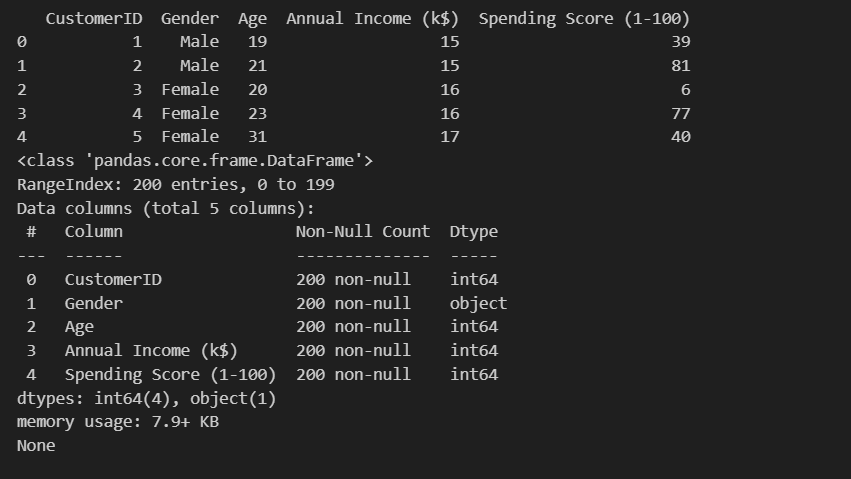 CustomerID  Gender  Age  Annual Income (k$)  Spending Score (1-100)
0           1    Male   19                  15                      39
1           2    Male   21                  15                      81
2           3  Female   20                  16                       6
3           4  Female   23                  16                      77
4           5  Female   31                  17                      40
<class 'pandas.core.frame.DataFrame'>
RangeIndex: 200 entries, 0 to 199
Data columns (total 5 columns):
 #   Column                  Non-Null Count  Dtype
---  ------                  --------------  -----
 0   CustomerID              200 non-null    int64
 1   Gender                  200 non-null    object
 2   Age                     200 non-null    int64
 3   Annual Income (k$)      200 non-null    int64
 4   Spending Score (1-100)  200 non-null    int64
dtypes: int64(4), object(1)
memory usage: 7.9+ KB
None